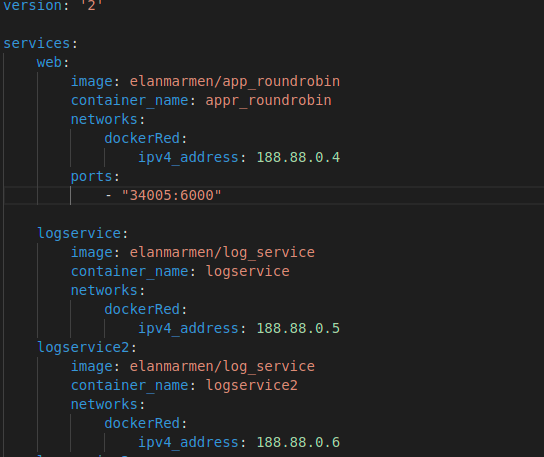 version: '2'
services:
web:
image: elanmarmen/app_roundrobin
container_name: appr_roundrobin
networks:
dockerRed:
ipv4_address: 188.88.0.4
ports:
- "34005:6000"
logservice:
image: elanmarmen/log_service
container_name: logservice
networks:
dockerRed:
ipv4_address: 188.88.0.5
logservice2:
image: elanmarmen/log_service
container_name: logservice2
networks:
dockerRed:
ipv4_address: 188.88.0.6